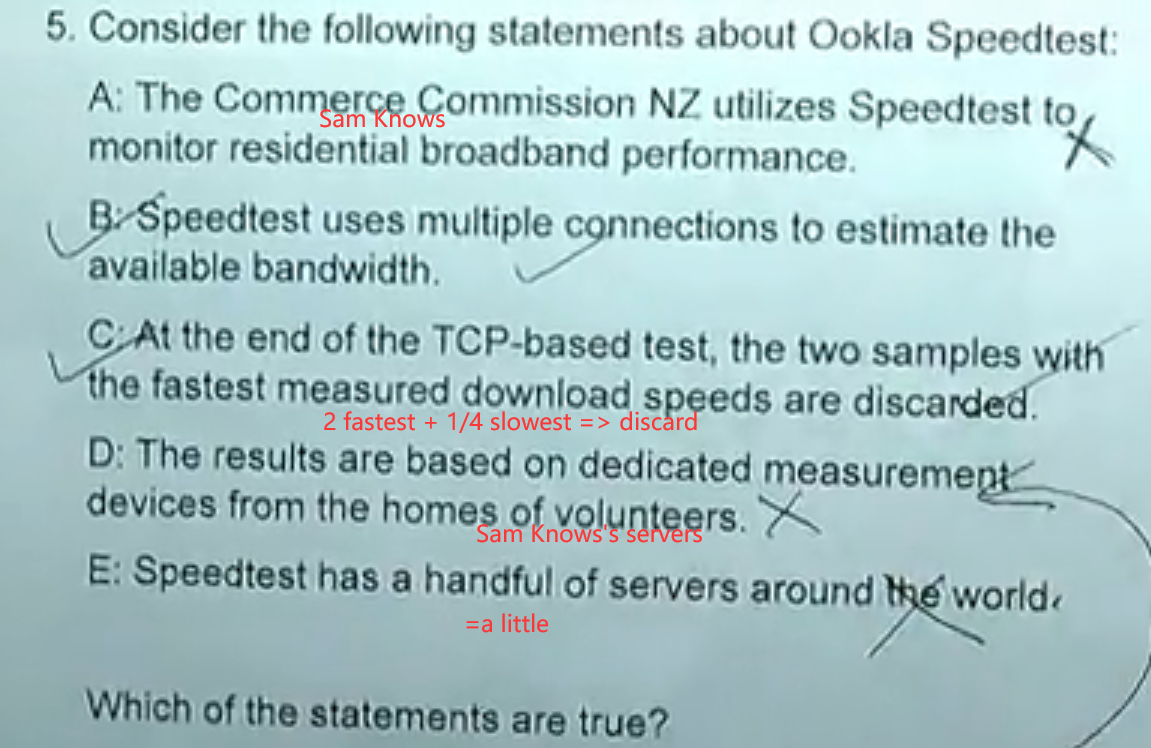 5. Consider the following statements about Ookla Speedtest:
A: The Commerce Commission NZ utilizes Speedtest to
Sam Knows
monitor residential broadband performance.
B: Speedtest uses multiple connections to estimate the
available bandwidth.
C: At the end of the TCP-based test, the two samples with
the fastest measured download speeds are discarded.
2 fastest + 1/4 slowest => discard
D: The results are based on dedicated measurement
devices from the homes of volunteers.
Sam Knows's servers
E: Speedtest has a handful of servers around the world.
=a little
Which of the statements are true?